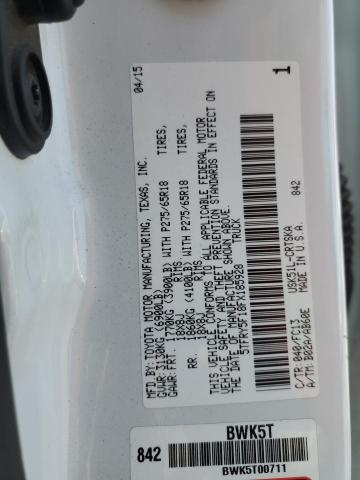 MFD. BY: TOYOTA MOTOR MANUFACTURING, TEXAS, INC. 04/15
GVWR: 3130KG (6900LB)
GAWR: FRT. 1770KG (3900LB) WITH P275/65R18 TIRES,
18X8J RIMS
RR. 1860KG (4100LB) WITH P275/65R18 TIRES,
18X8J
THIS VEHICLE CONFORMS TO ALL APPLICABLE FEDERAL MOTOR
VEHICLE SAFETY AND THEFT PREVENTION STANDARDS IN EFFECT ON
THE DATE OF MANUFACTURE SHOWN ABOVE.
TRUCK
C/TR: 040/FC13 USK51L-CRTSKA 842
A/TM: B02A/AB60E U.S.A.
1
842
BWK5T
BWK5T00711